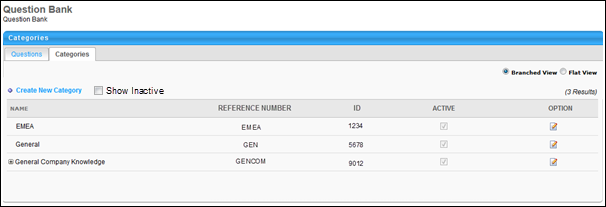 Question Bank
Question Bank
Categories
Questions Categories
Branched View Flat View
Create New Category Show Inactive (3 Results)
NAME REFERENCE NUMBER ID ACTIVE OPTION
EMEA EMEA 1234
General GEN 5678
General Company Knowledge GENCOM 9012